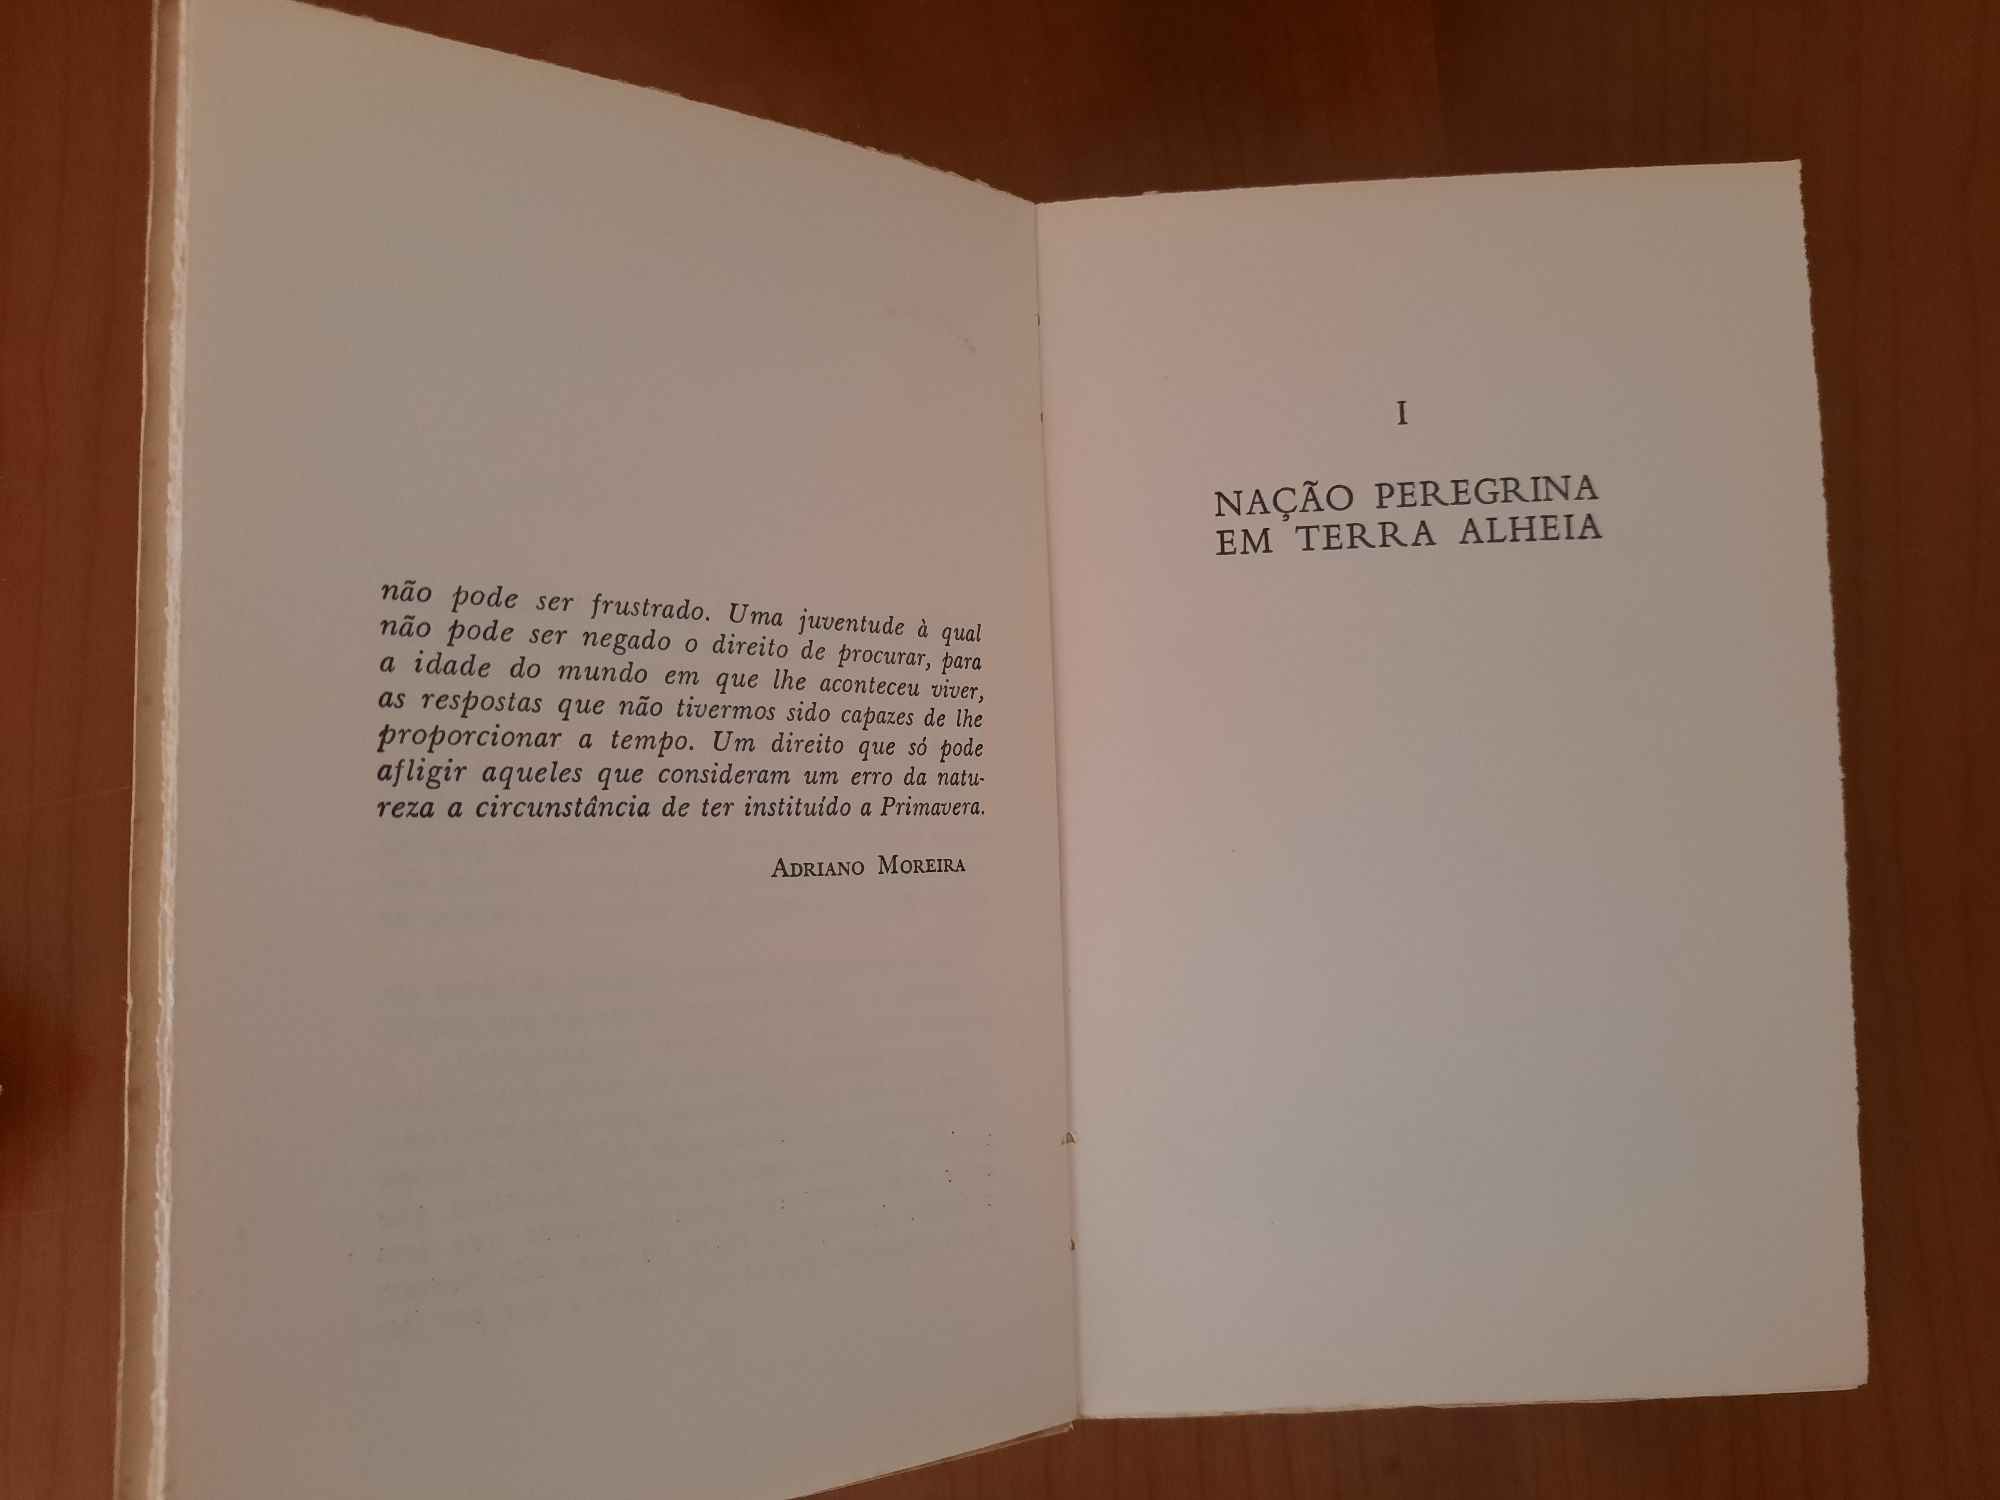 não pode ser frustrado. Uma juventude à qual
não pode ser negado o direito de procurar, para
a idade do mundo em que lhe aconteceu viver,
as respostas que não tivermos sido capazes de lhe
proporcionar a tempo. Um direito que só pode
afligir aqueles que consideram um erro da natu-
reza a circunstância de ter instituído a Primavera.
ADRIANO MOREIRA
I
NAÇÃO PEREGRINA
EM TERRA ALHEIA